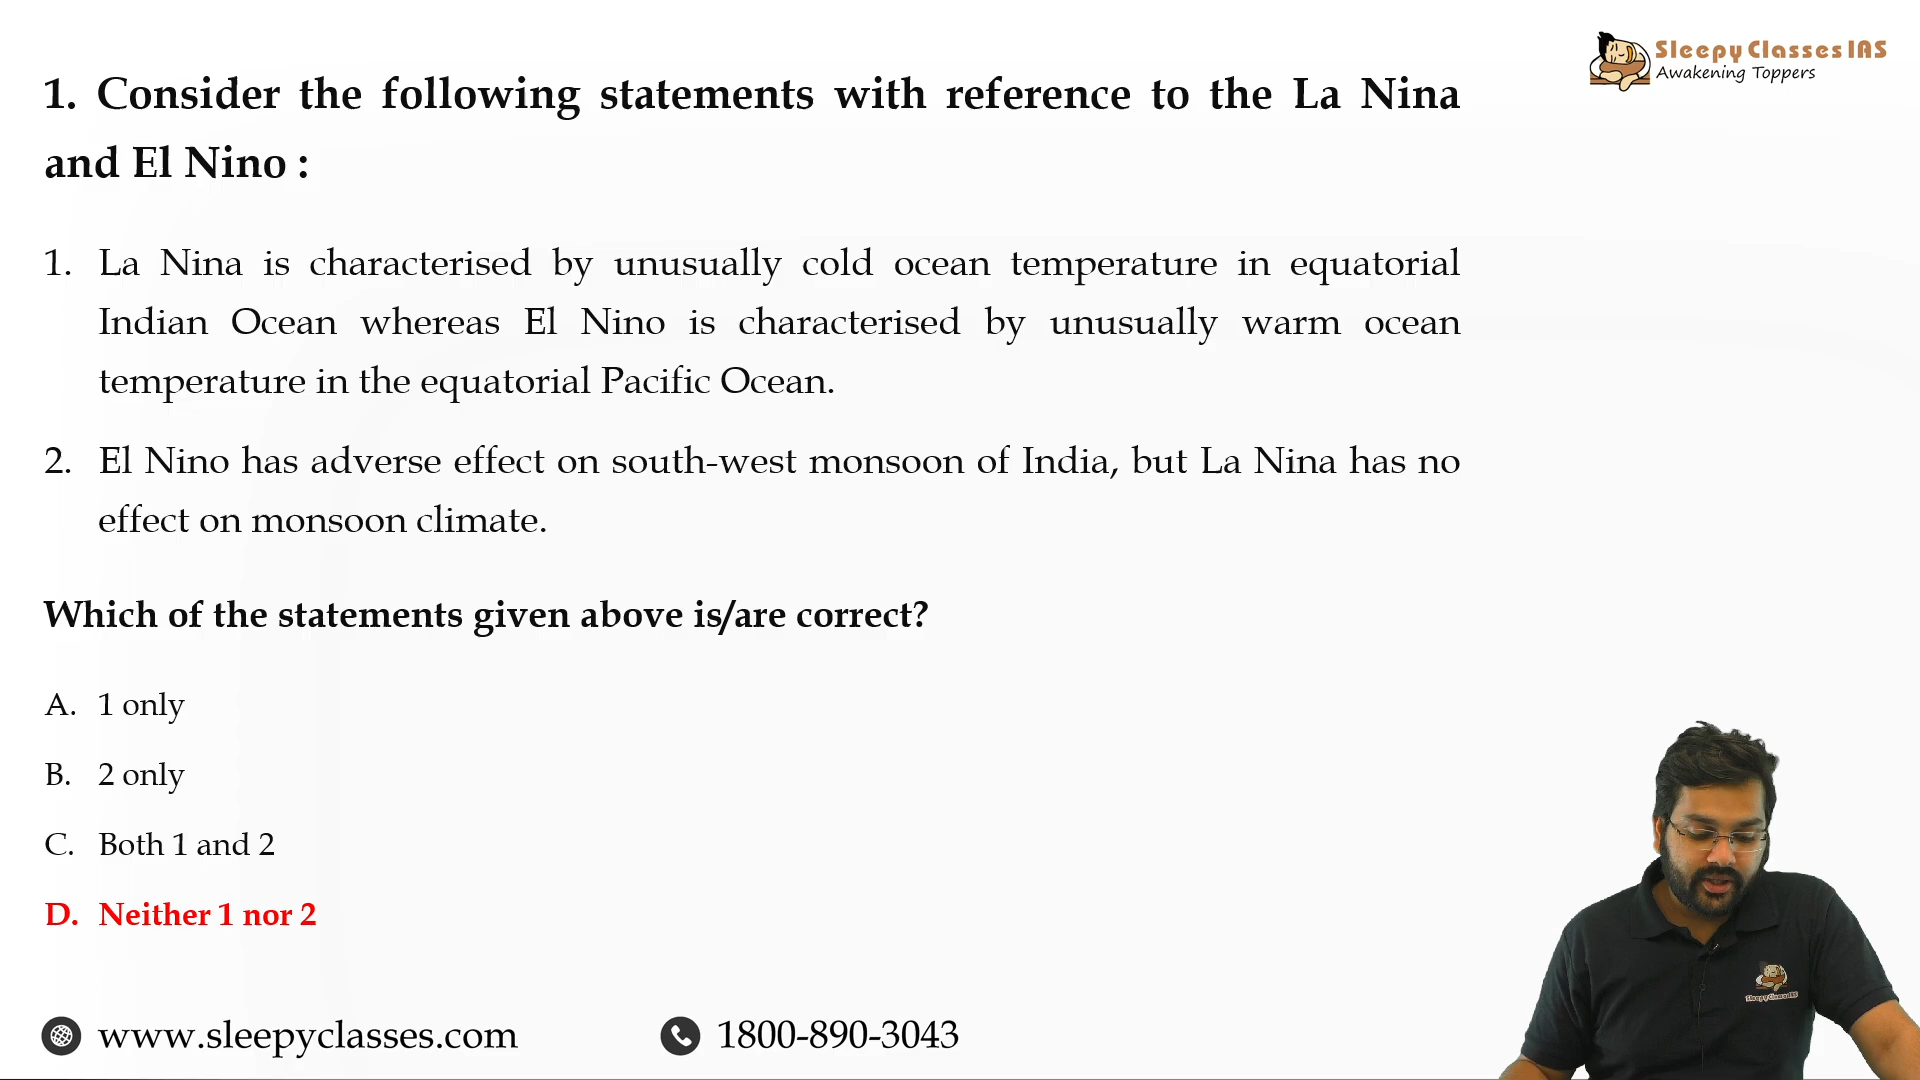 Sleepy Classes IAS
Awakening Toppers
1. Consider the following statements with reference to the La Nina
and El Nino :
1. La Nina is characterised by unusually cold ocean temperature in equatorial
Indian Ocean whereas El Nino is characterised by unusually warm ocean
temperature in the equatorial Pacific Ocean.
2. El Nino has adverse effect on south-west monsoon of India, but La Nina has no
effect on monsoon climate.
Which of the statements given above is/are correct?
A. 1 only
B. 2 only
C. Both 1 and 2
D. Neither 1 nor 2
www.sleepyclasses.com
1800-890-3043
Sleepy Classes IAS